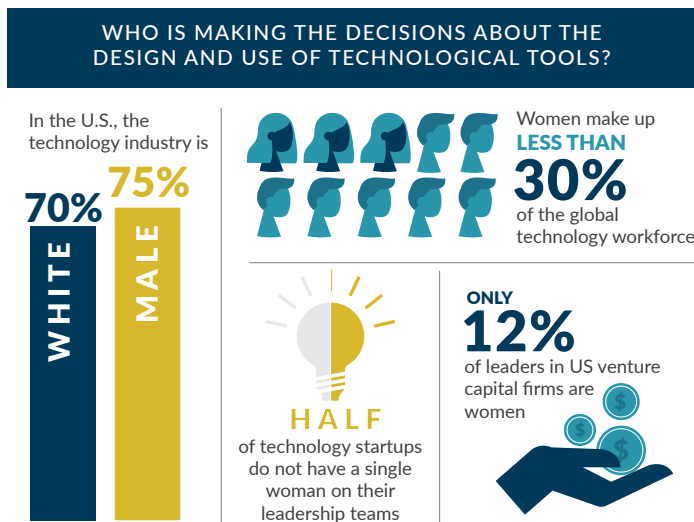 WHO IS MAKING THE DECISIONS ABOUT THE
DESIGN AND USE OF TECHNOLOGICAL TOOLS?
In the U.S., the
technology industry is
70%
WHITE
75%
MALE
Women make up
LESS THAN
30%
of the global
technology workforce
HALF
of technology startups
do not have a single
woman on their
leadership teams
ONLY
12%
of leaders in US venture
capital firms are
women
$
$
$